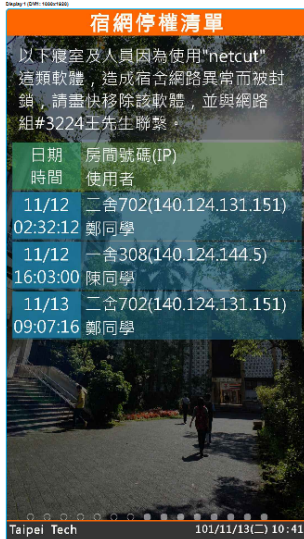 Display 1 (DWI: 1080x1920)
宿網停權清單
以下寢室及人員因為使用"netcut"
這類軟體，造成宿舍網路異常而被封
鎖，請盡快移除該軟體，並與網路
組#3224王先生聯繫。
日期 房間號碼(IP)
時間 使用者
11/12 二舍702(140.124.131.151)
02:32:12 鄭同學
11/12 一舍308(140.124.144.5)
16:03:00 陳同學
11/13 二舍702(140.124.131.151)
09:07:16 鄭同學
Taipei Tech 101/11/13(二) 10:41